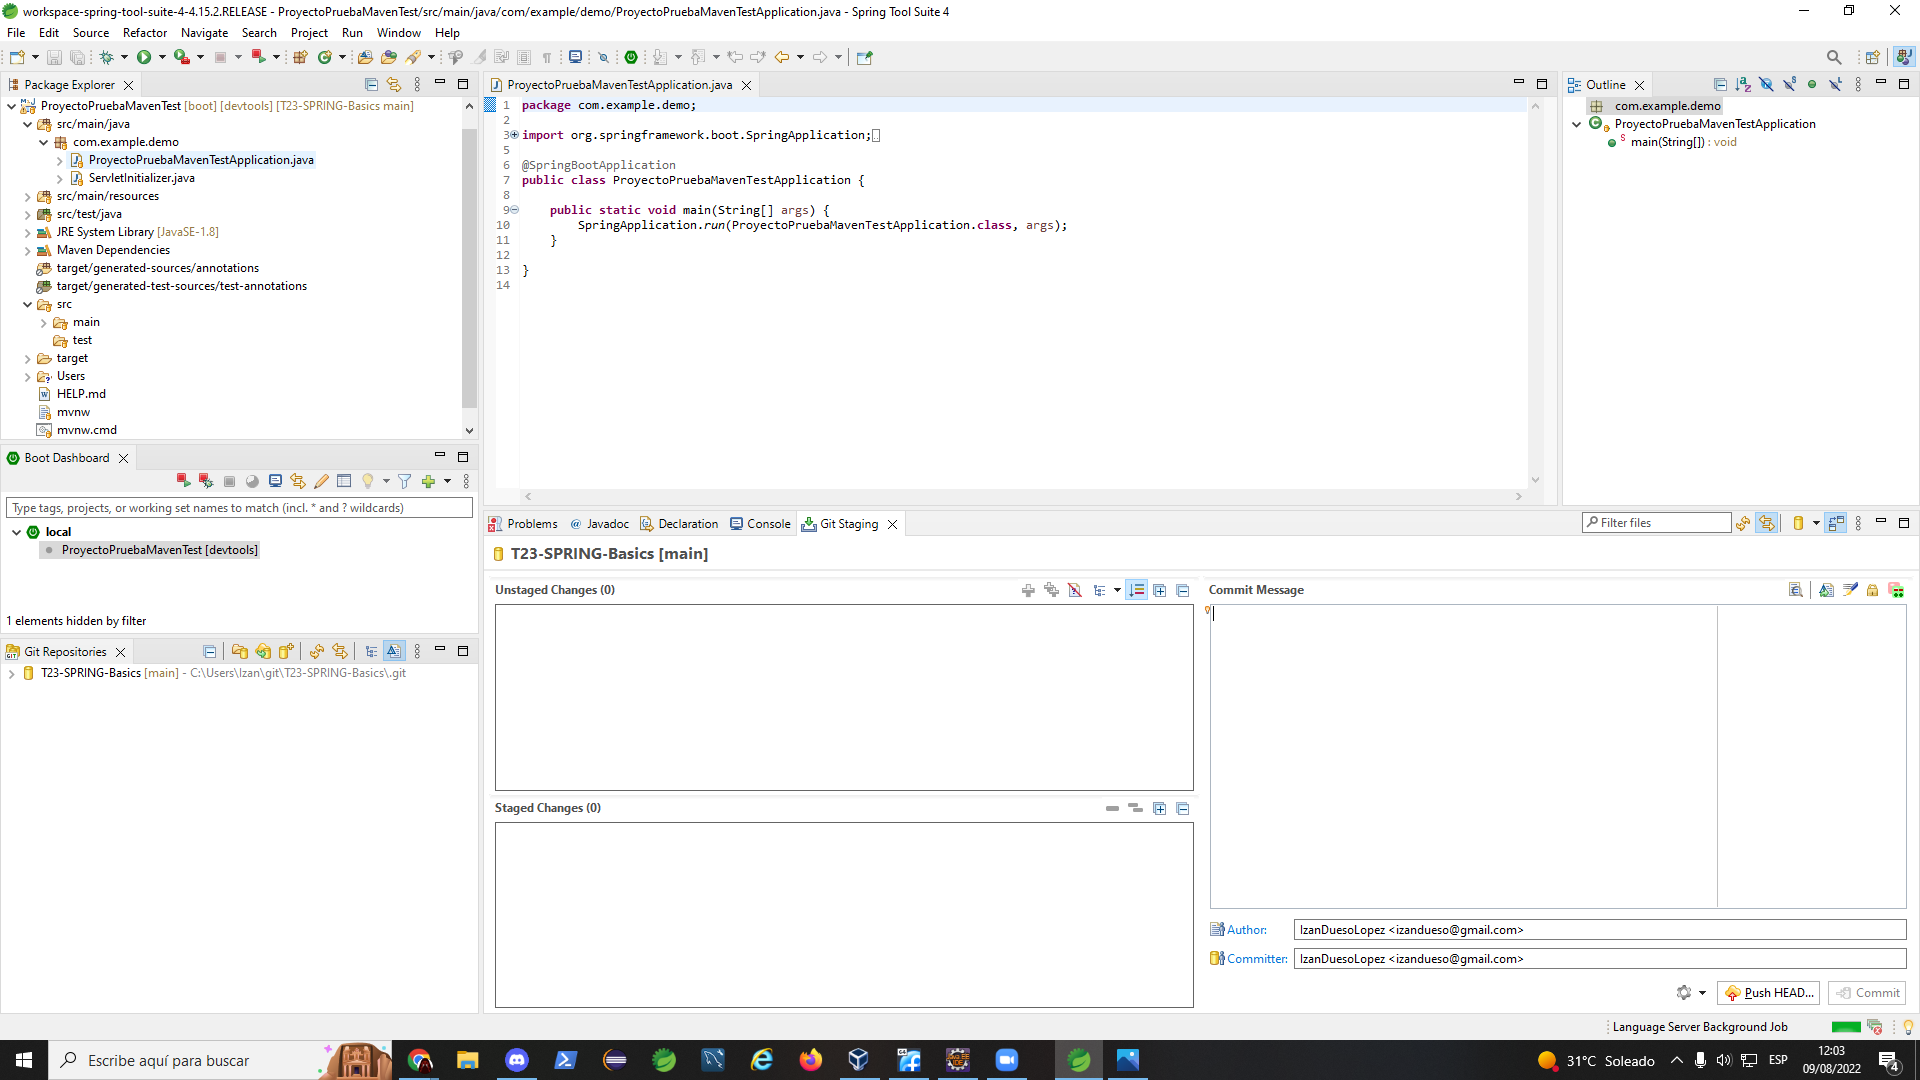 workspace-spring-tool-suite-4-4.15.2.RELEASE - ProyectoPruebaMavenTest/src/main/java/com/example/demo/ProyectoPruebaMavenTestApplication.java - Spring Tool Suite 4
File Edit Source Refactor Navigate Search Project Run Window Help
Package Explorer
ProyectoPruebaMavenTest [boot] [devtools] [T23-SPRING-Basics main]
src/main/java
com.example.demo
ProyectoPruebaMavenTestApplication.java
ServletInitializer.java
src/main/resources
src/test/java
JRE System Library [JavaSE-1.8]
Maven Dependencies
target/generated-sources/annotations
target/generated-test-sources/test-annotations
src
main
test
target
Users
HELP.md
mvnw
mvnw.cmd
ProyectoPruebaMavenTestApplication.java
1 package com.example.demo;
2
3 import org.springframework.boot.SpringApplication;
5
6 @SpringBootApplication
7 public class ProyectoPruebaMavenTestApplication {
8
9 public static void main(String[] args) {
10 SpringApplication.run(ProyectoPruebaMavenTestApplication.class, args);
11 }
12
13 }
14
Outline
com.example.demo
ProyectoPruebaMavenTestApplication
main(String[]) : void
Boot Dashboard
Type tags, projects, or working set names to match (incl. * and ? wildcards)
local
ProyectoPruebaMavenTest [devtools]
1 elements hidden by filter
Git Repositories
T23-SPRING-Basics [main] - C:\Users\Izan\git\T23-SPRING-Basics\.git
Problems @ Javadoc Declaration Console Git Staging
Filter files
T23-SPRING-Basics [main]
Unstaged Changes (0)
Staged Changes (0)
Commit Message
Author: IzanDuesoLopez <izandueso@gmail.com>
Committer: IzanDuesoLopez <izandueso@gmail.com>
Push HEAD... Commit
Language Server Background Job
Escribe aquí para buscar
31°C Soleado
ESP
12:03
09/08/2022
4